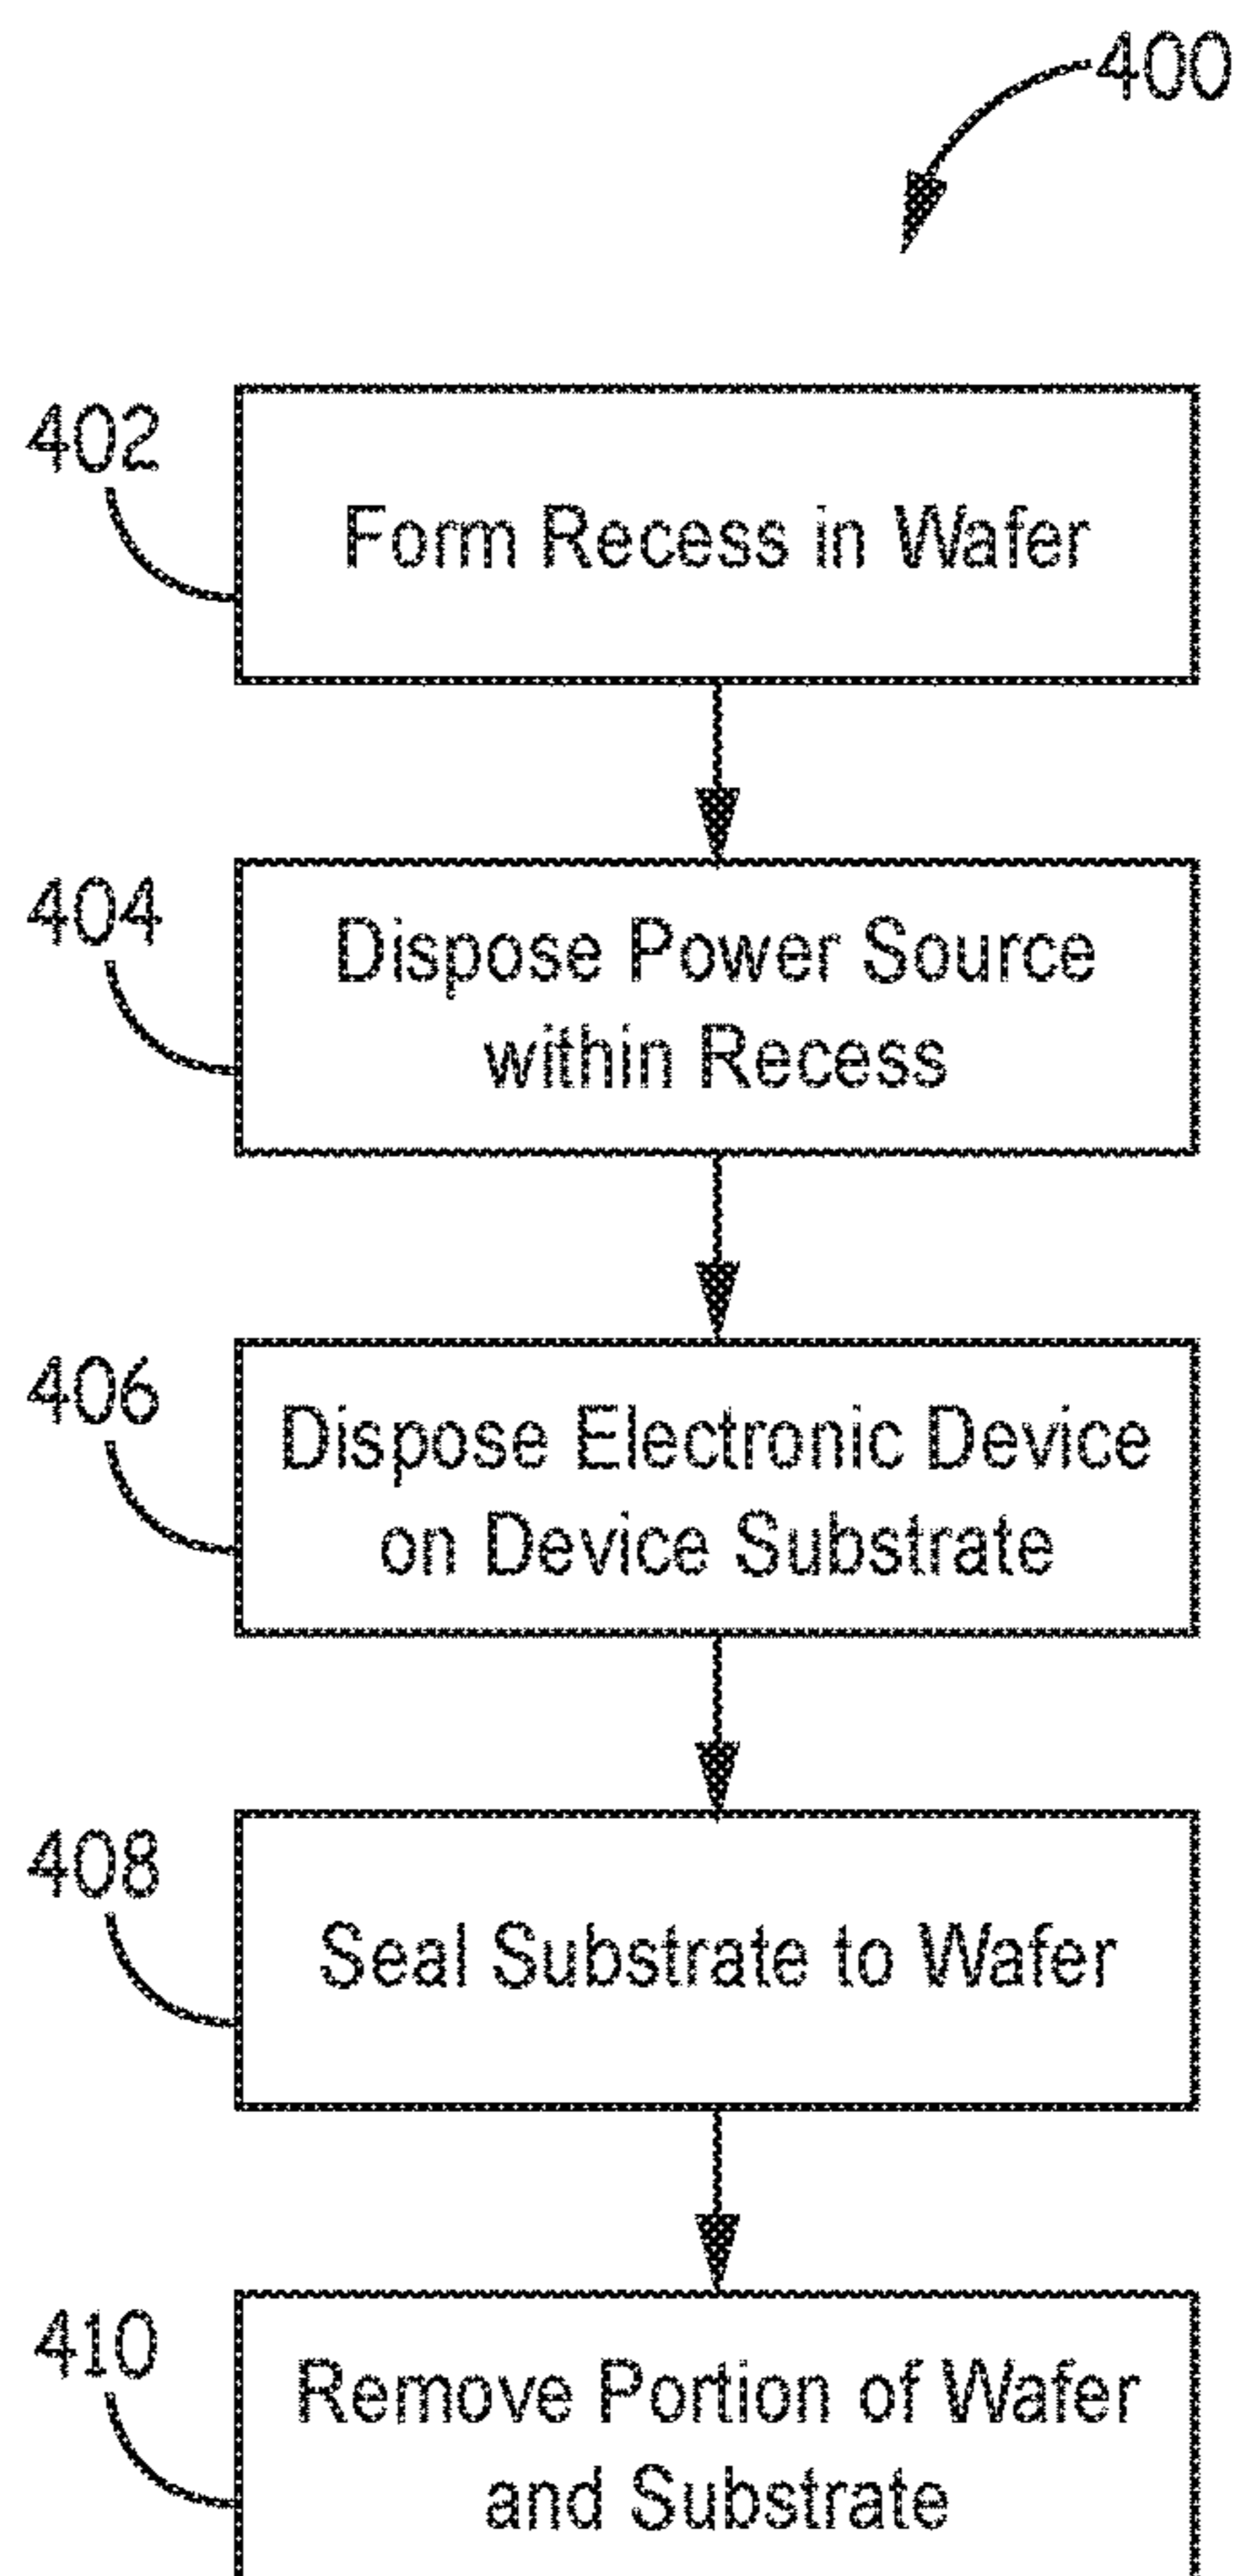 400
402
Form Recess in Wafer
404
Dispose Power Source
within Recess
406
Dispose Electronic Device
on Device Substrate
408
Seal Substrate to Wafer
410
Remove Portion of Wafer
and Substrate